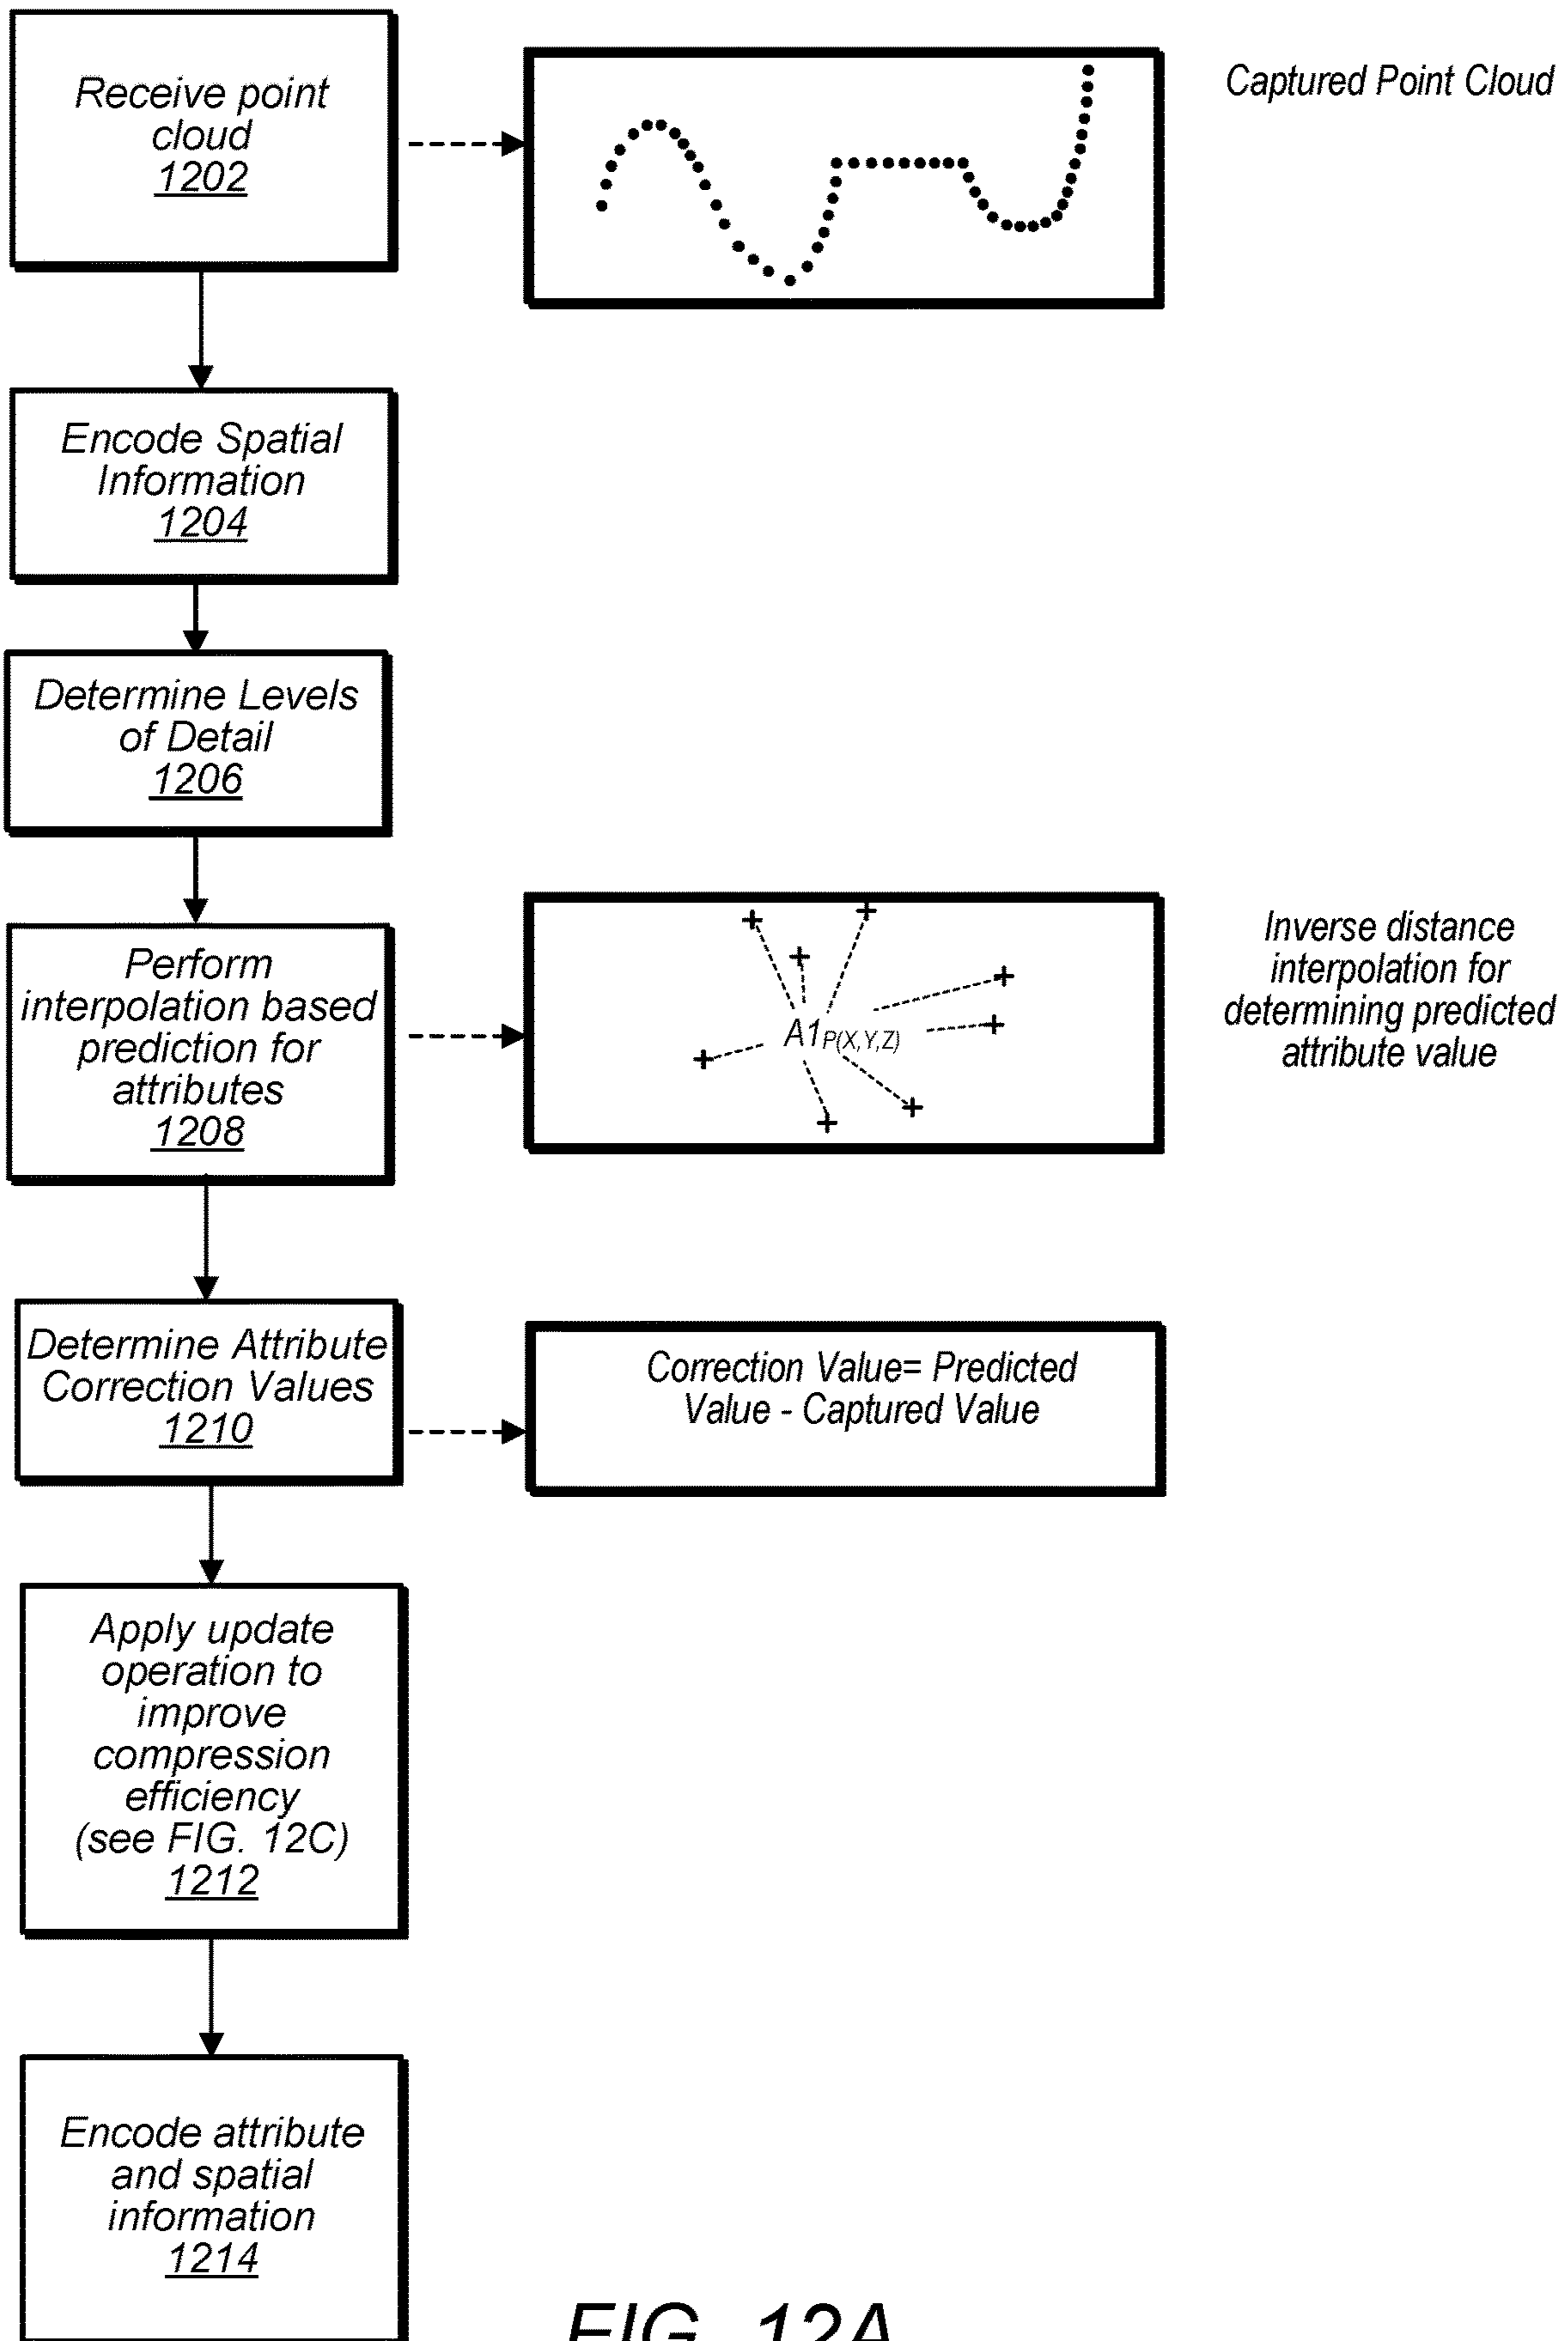 Receive point
cloud
1202
Captured Point Cloud
Encode Spatial
Information
1204
Determine Levels
of Detail
1206
Perform
interpolation based
prediction for
attributes
1208
A1P(X,Y,Z)
Inverse distance
interpolation for
determining predicted
attribute value
Determine Attribute
Correction Values
1210
Correction Value= Predicted
Value - Captured Value
Apply update
operation to
improve
compression
efficiency
(see FIG. 12C)
1212
Encode attribute
and spatial
information
1214
FIG. 12A